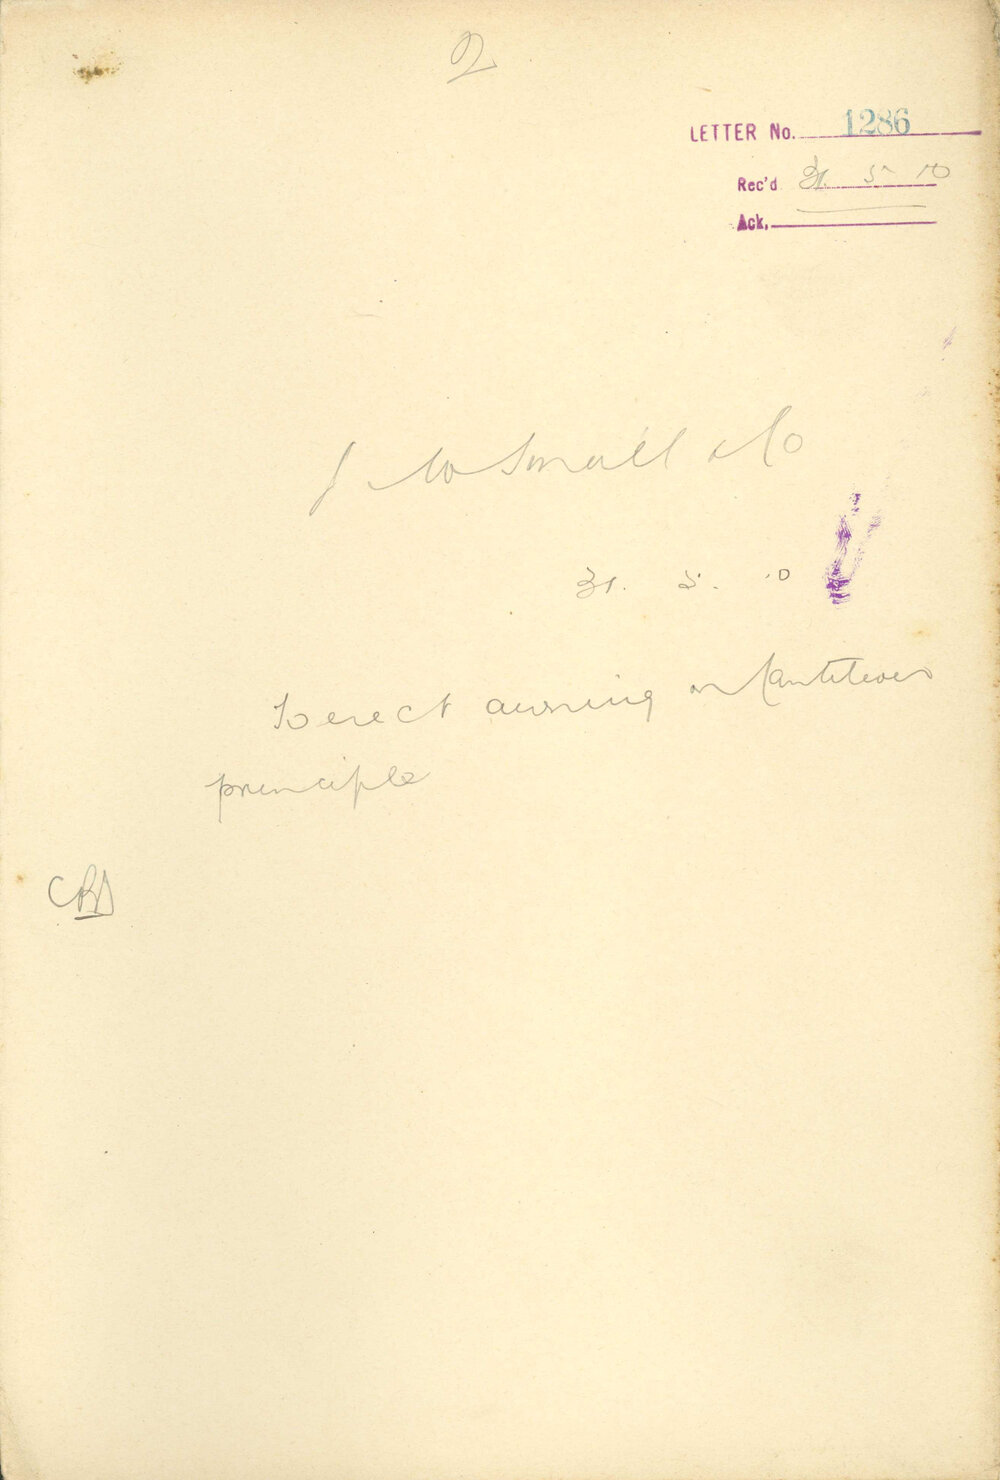 2
LETTER No. 1286
Rec'd 31. 5 10
Ack.
J W Small & Co
31. 5. 10
To erect awning on Cantilever
principle